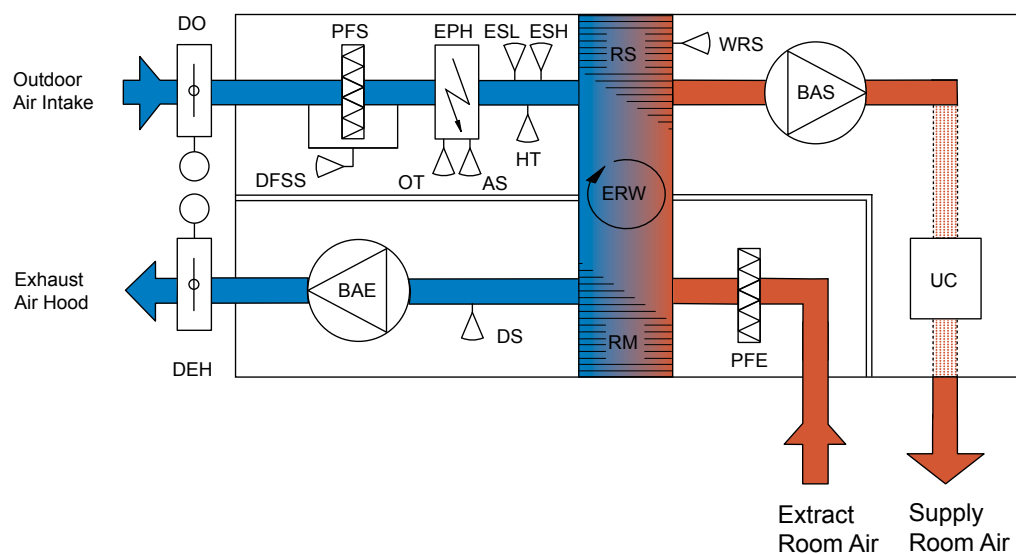 DO
PFS
EPH
ESL
ESH
RS
WRS
Outdoor
Air Intake
BAS
HT
DFSS
OT
AS
ERW
Exhaust
Air Hood
BAE
UC
DS
RM
PFE
DEH
Extract
Room Air
Supply
Room Air